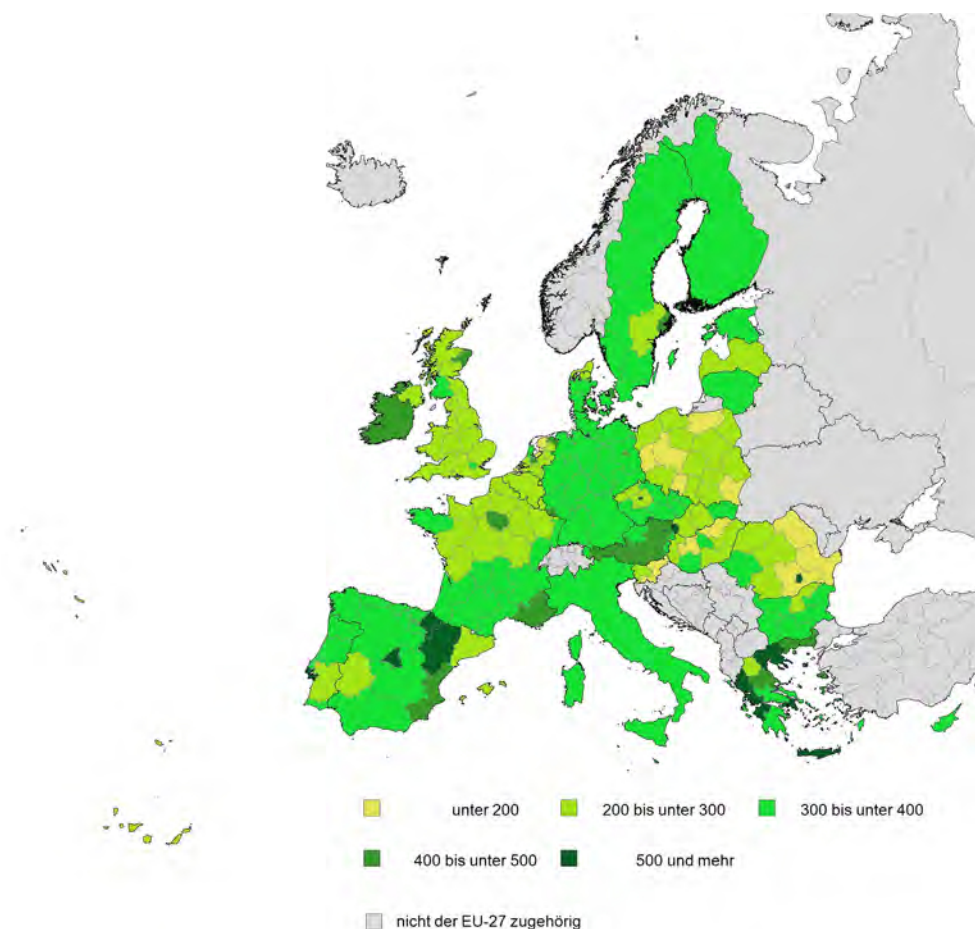 unter 200
200 bis unter 300
300 bis unter 400
400 bis unter 500
500 und mehr
nicht der EU-27 zugehörig